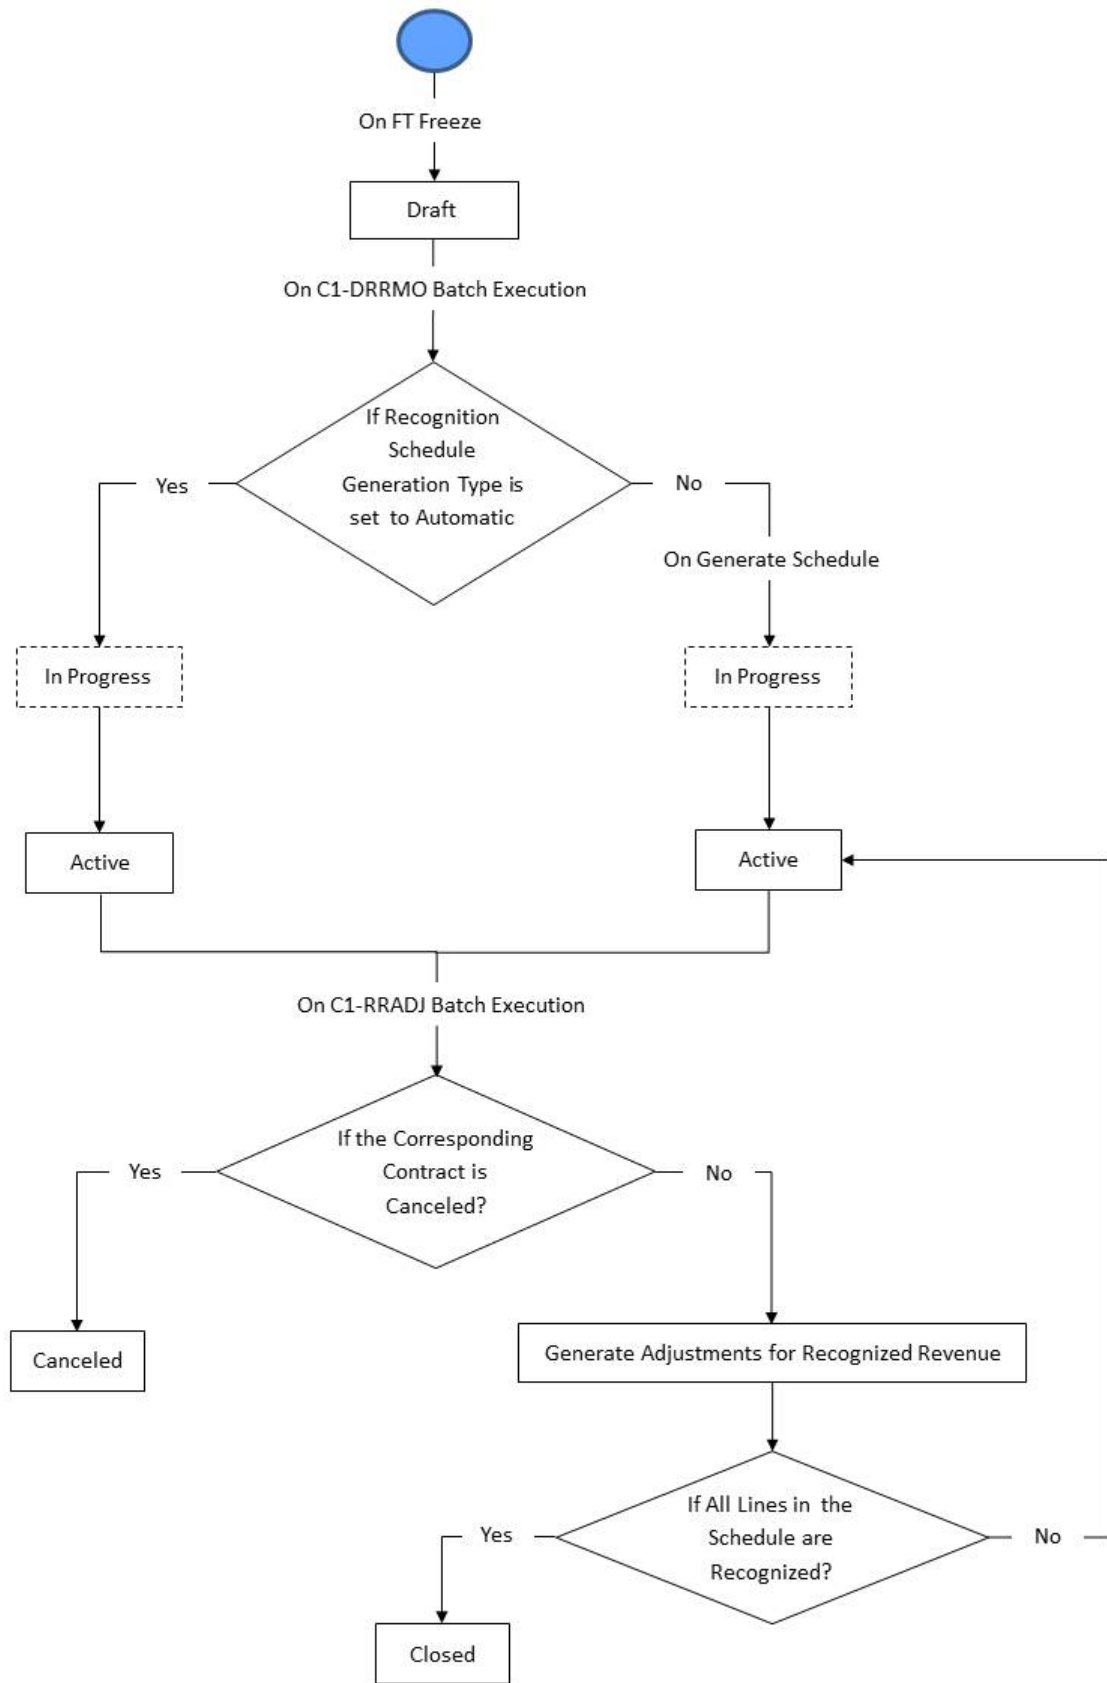 On FT Freeze
Draft
On C1-DRRMO Batch Execution
If Recognition
Schedule
Generation Type is
set to Automatic
Yes
No
On Generate Schedule
In Progress
In Progress
Active
Active
On C1-RRADJ Batch Execution
If the Corresponding
Contract is
Canceled?
Yes
No
Canceled
Generate Adjustments for Recognized Revenue
If All Lines in the
Schedule are
Recognized?
Yes
No
Closed